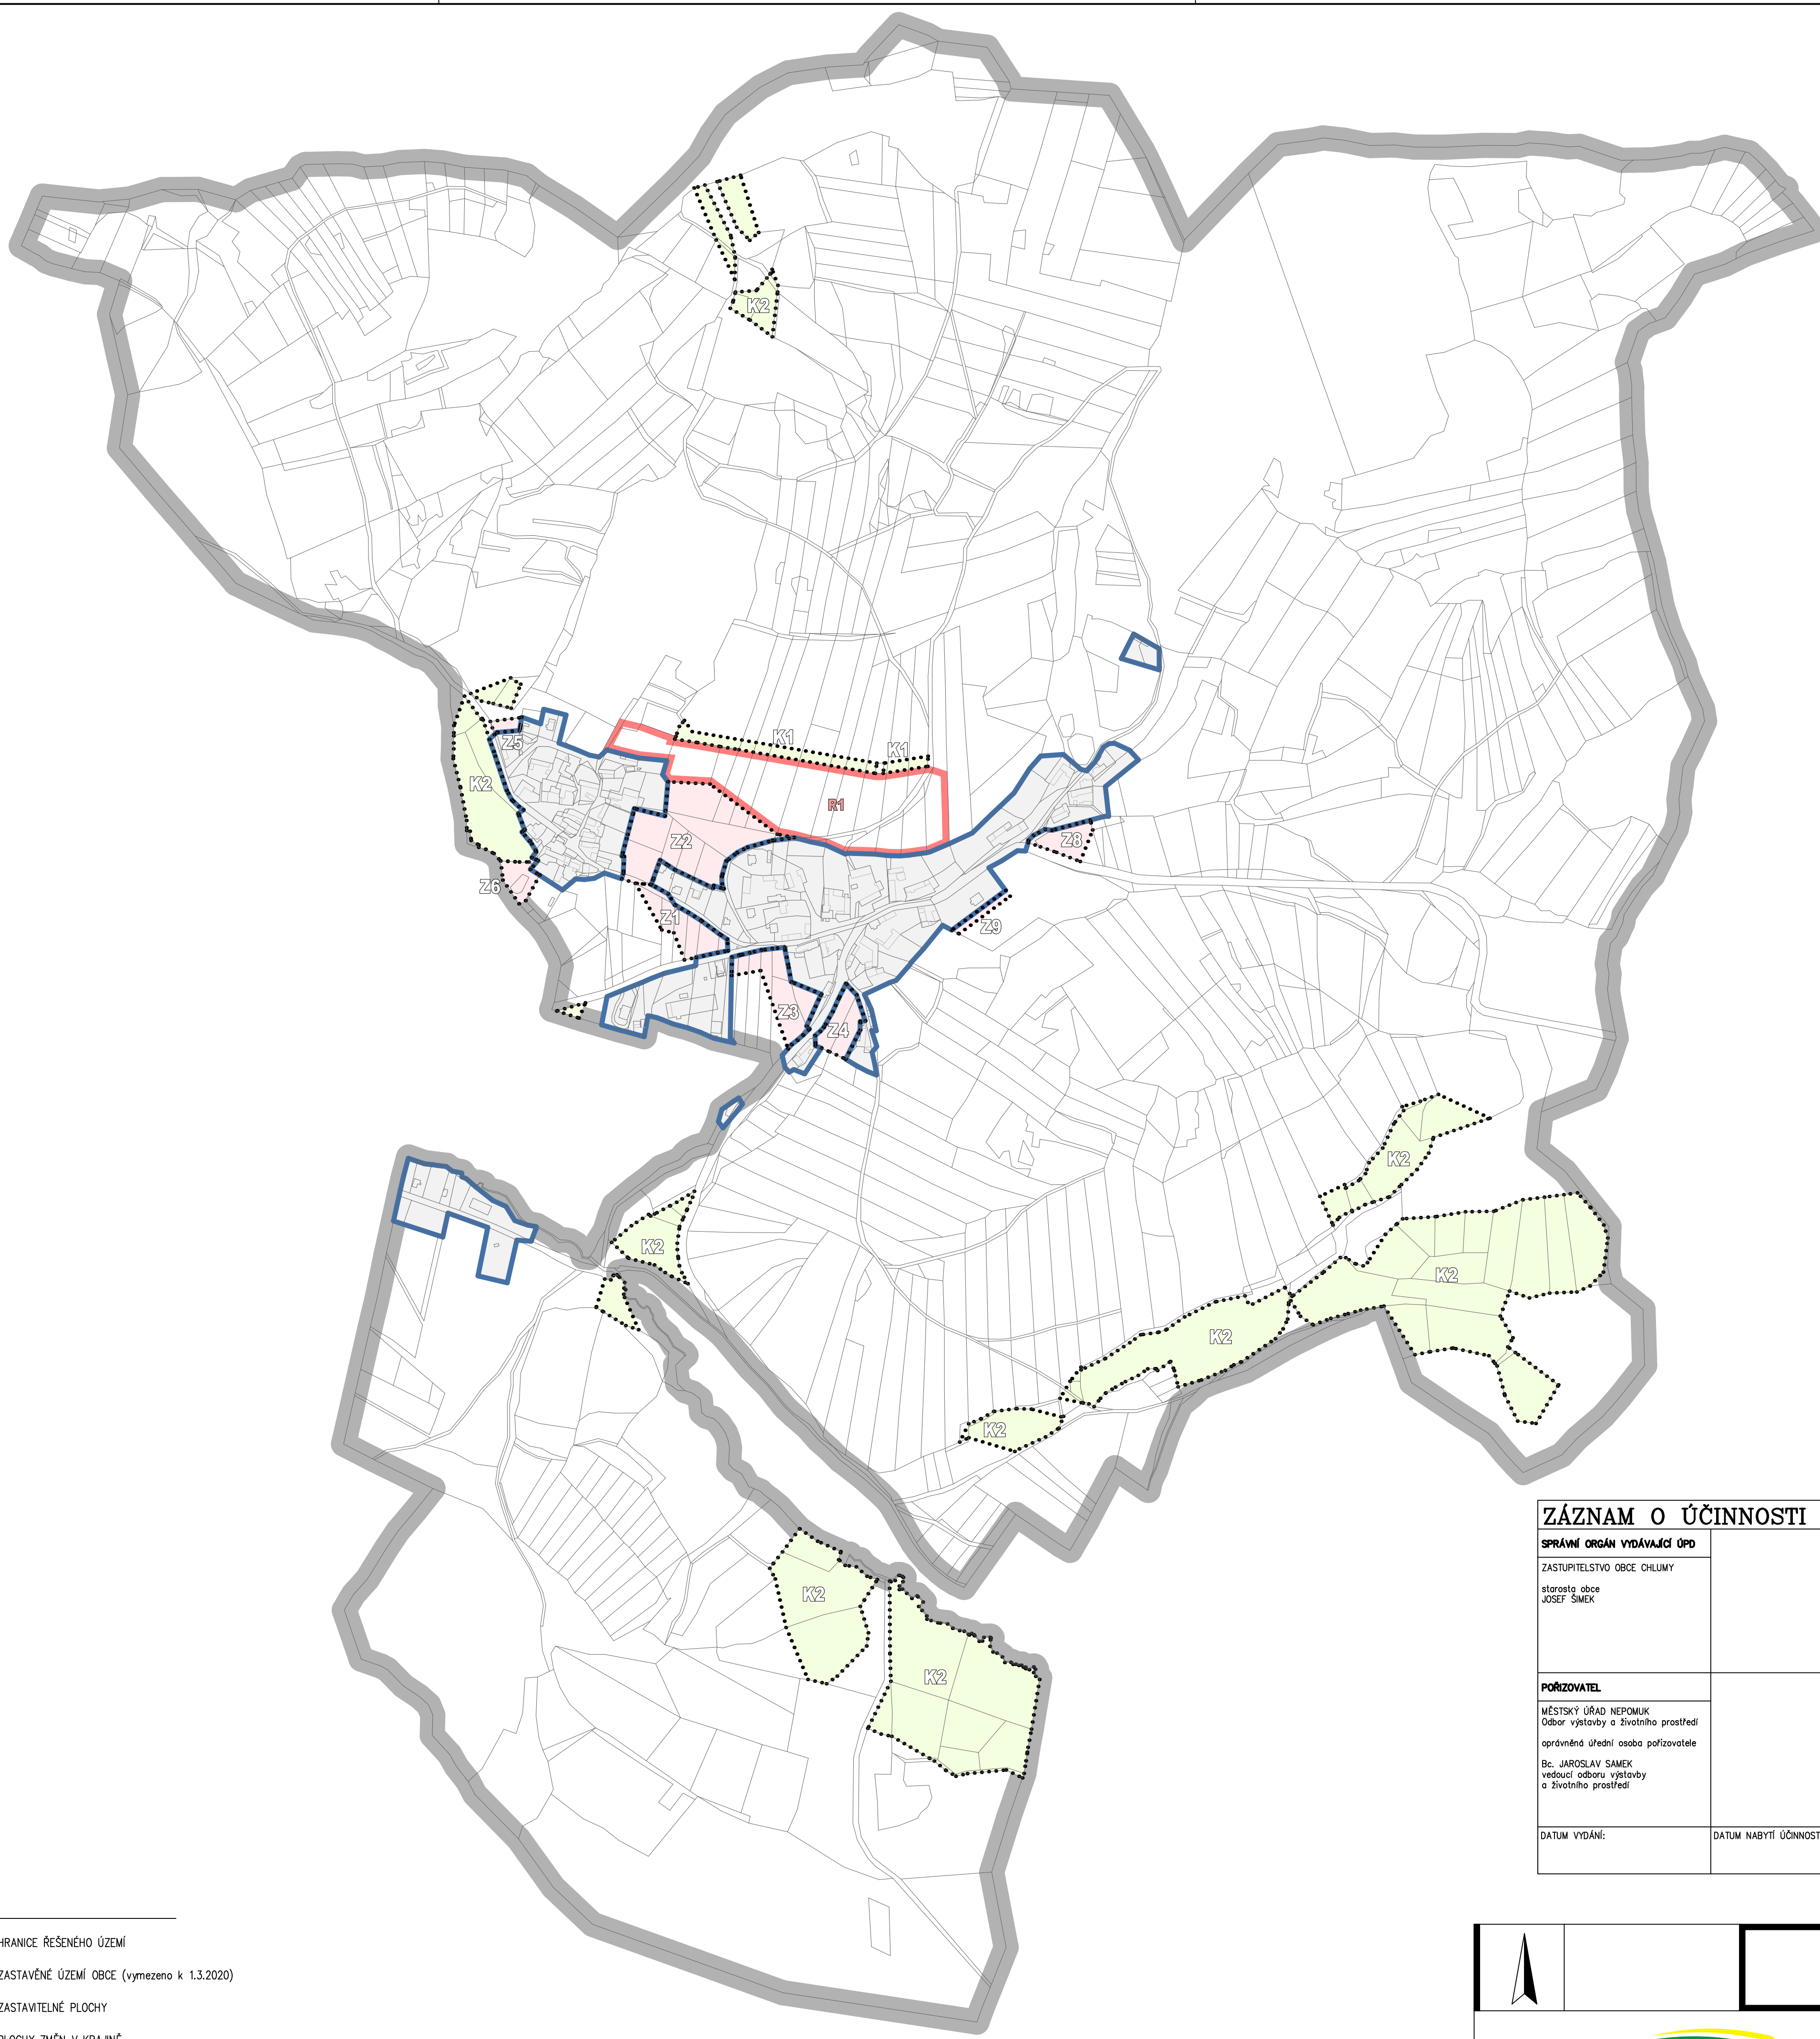 K2
K1
K1
Z5
K2
R1
Z2
Z8
Z6
Z1
Z9
Z3
Z4
K2
K2
K2
K2
K2
K2
K2
ZÁZNAM O ÚČINNOSTI
SPRÁVNÍ ORGÁN VYDÁVAJÍCÍ ÚPD
ZASTUPITELSTVO OBCE CHLUMY
starosta obce
JOSEF ŠIMEK
POŘIZOVATEL
MĚSTSKÝ ÚŘAD NEPOMUK
Odbor výstavby a životního prostředí
oprávněná úřední osoba pořizovatele
Bc. JAROSLAV SAMEK
vedoucí odboru výstavby
a životního prostředí
DATUM VYDÁNÍ:
DATUM NABYTÍ ÚČINNOST
HRANICE ŘEŠENÉHO ÚZEMÍ
ZASTAVĚNÉ ÚZEMÍ OBCE (vymezeno k 1.3.2020)
ZASTAVITELNÉ PLOCHY
PLOCHY ZMĚN V KRAJINĚ